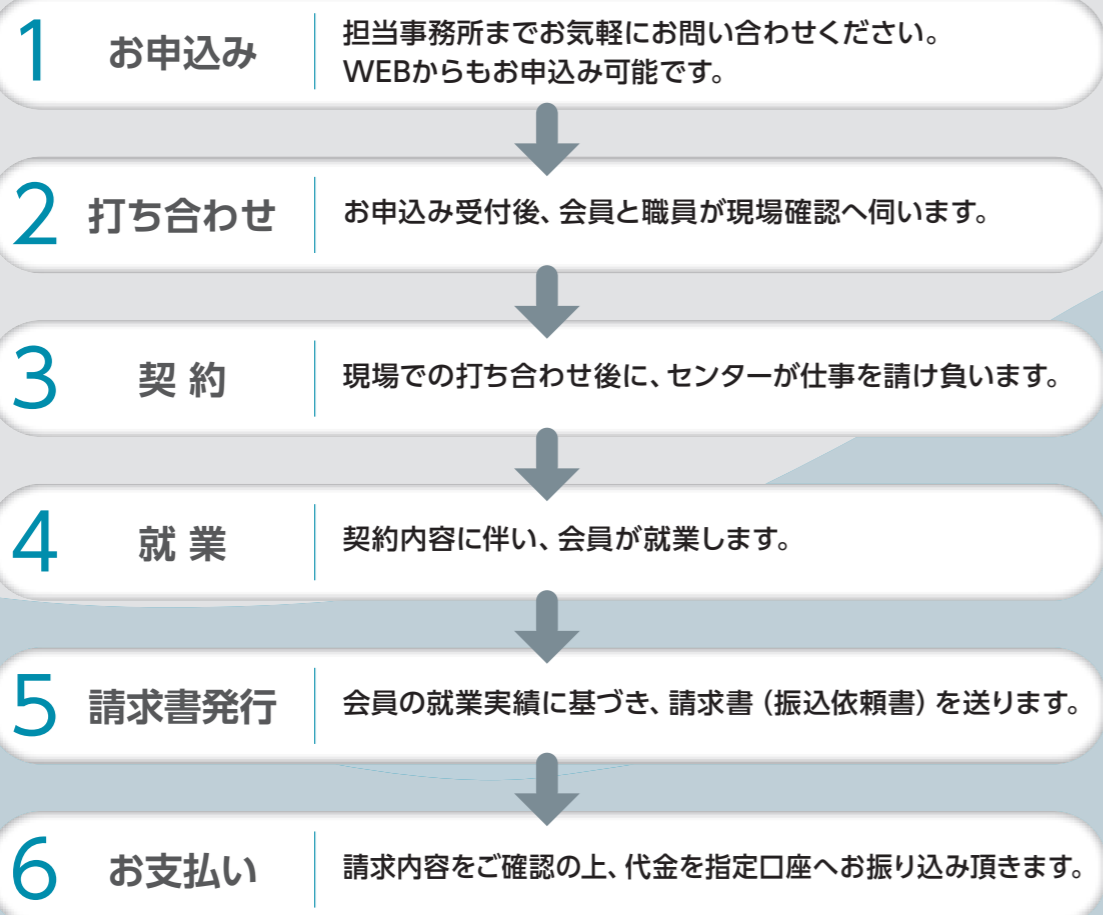 1 お申込み 担当事務所までお気軽にお問い合わせください。
WEBからもお申込み可能です。
2 打ち合わせ お申込み受付後、会員と職員が現場確認へ伺います。
3 契 約 現場での打ち合わせ後に、センターが仕事を請け負います。
4 就 業 契約内容に伴い、会員が就業します。
5 請求書発行 会員の就業実績に基づき、請求書（振込依頼書）を送ります。
6 お支払い 請求内容をご確認の上、代金を指定口座へお振り込み頂きます。